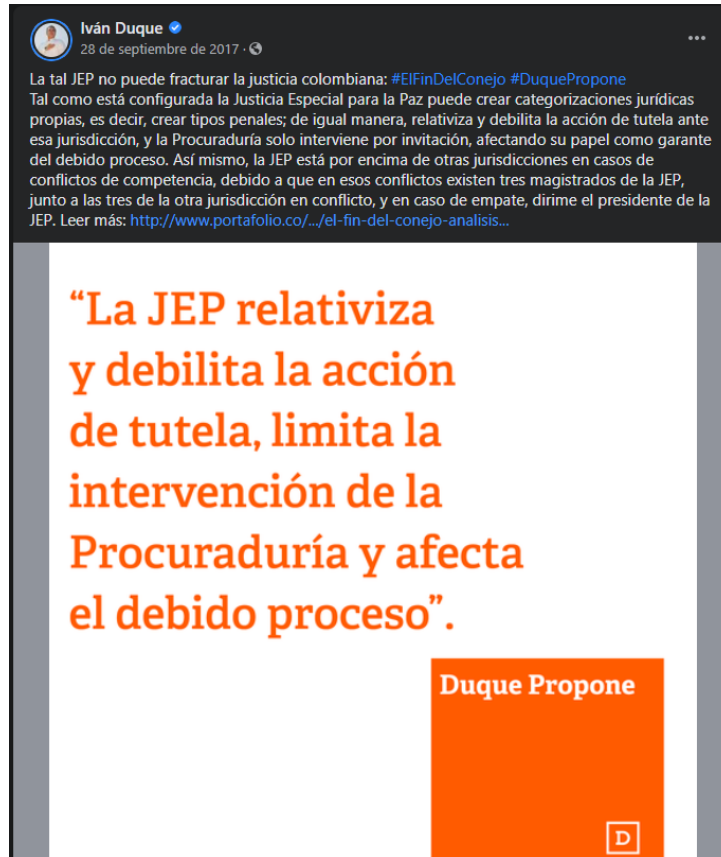 Iván Duque
28 de septiembre de 2017 ·
La tal JEP no puede fracturar la justicia colombiana: #ElFinDelConejo #DuquePropone
Tal como está configurada la Justicia Especial para la Paz puede crear categorizaciones jurídicas
propias, es decir, crear tipos penales; de igual manera, relativiza y debilita la acción de tutela ante
esa jurisdicción, y la Procuraduría solo interviene por invitación, afectando su papel como garante
del debido proceso. Así mismo, la JEP está por encima de otras jurisdicciones en casos de
conflictos de competencia, debido a que en esos conflictos existen tres magistrados de la JEP,
junto a las tres de la otra jurisdicción en conflicto, y en caso de empate, dirime el presidente de la
JEP. Leer más: http://www.portafolio.co/.../el-fin-del-conejo-analisis...
“La JEP relativiza
y debilita la acción
de tutela, limita la
intervención de la
Procuraduría y afecta
el debido proceso”.
Duque Propone
D